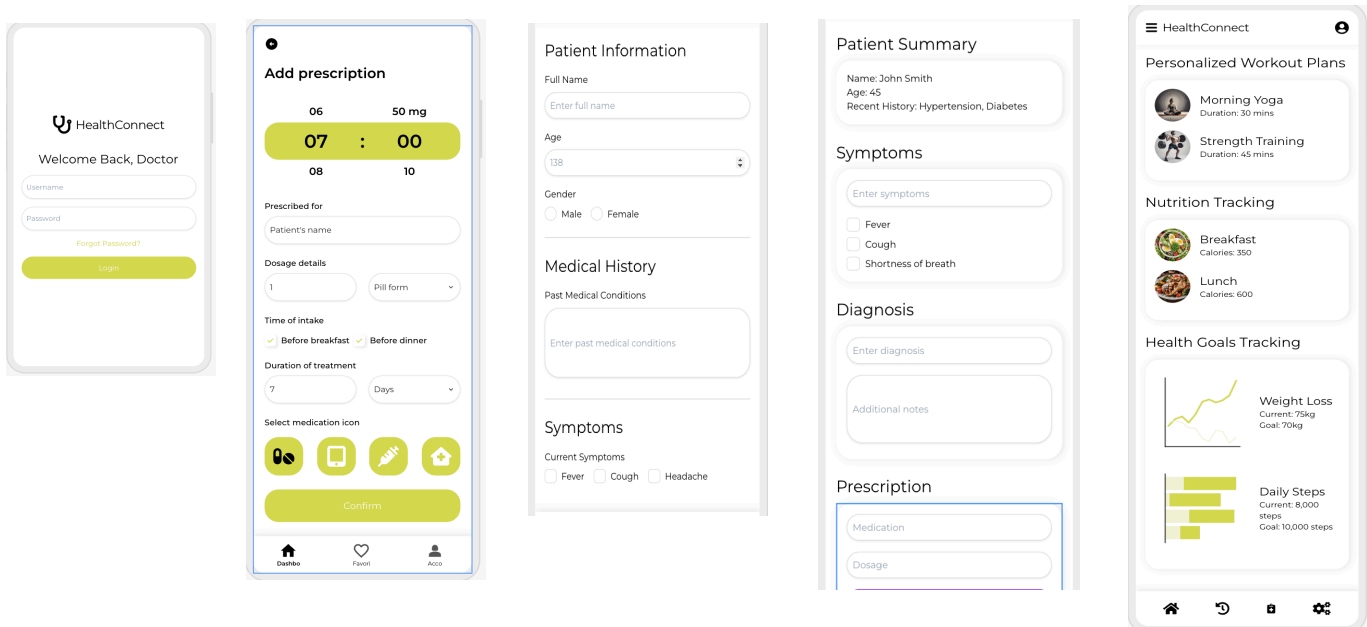 HealthConnect
Welcome Back, Doctor
Username
Password
Forgot Password?
Login
Add prescription
06 50 mg
07 : 00
08 10
Prescribed for
Patient's name
Dosage details
1 Pill form
Time of intake
Before breakfast Before dinner
Duration of treatment
7 Days
Select medication icon
Confirm
Dashbo Favori Acco
Patient Information
Full Name
Enter full name
Age
138
Gender
Male Female
Medical History
Past Medical Conditions
Enter past medical conditions
Symptoms
Current Symptoms
Fever Cough Headache
Patient Summary
Name: John Smith
Age: 45
Recent History: Hypertension, Diabetes
Symptoms
Enter symptoms
Fever
Cough
Shortness of breath
Diagnosis
Enter diagnosis
Additional notes
Prescription
Medication
Dosage
HealthConnect
Personalized Workout Plans
Morning Yoga
Duration: 30 mins
Strength Training
Duration: 45 mins
Nutrition Tracking
Breakfast
Calories: 350
Lunch
Calories: 600
Health Goals Tracking
Weight Loss
Current: 75kg
Goal: 70kg
Daily Steps
Current: 8,000
steps
Goal: 10,000 steps